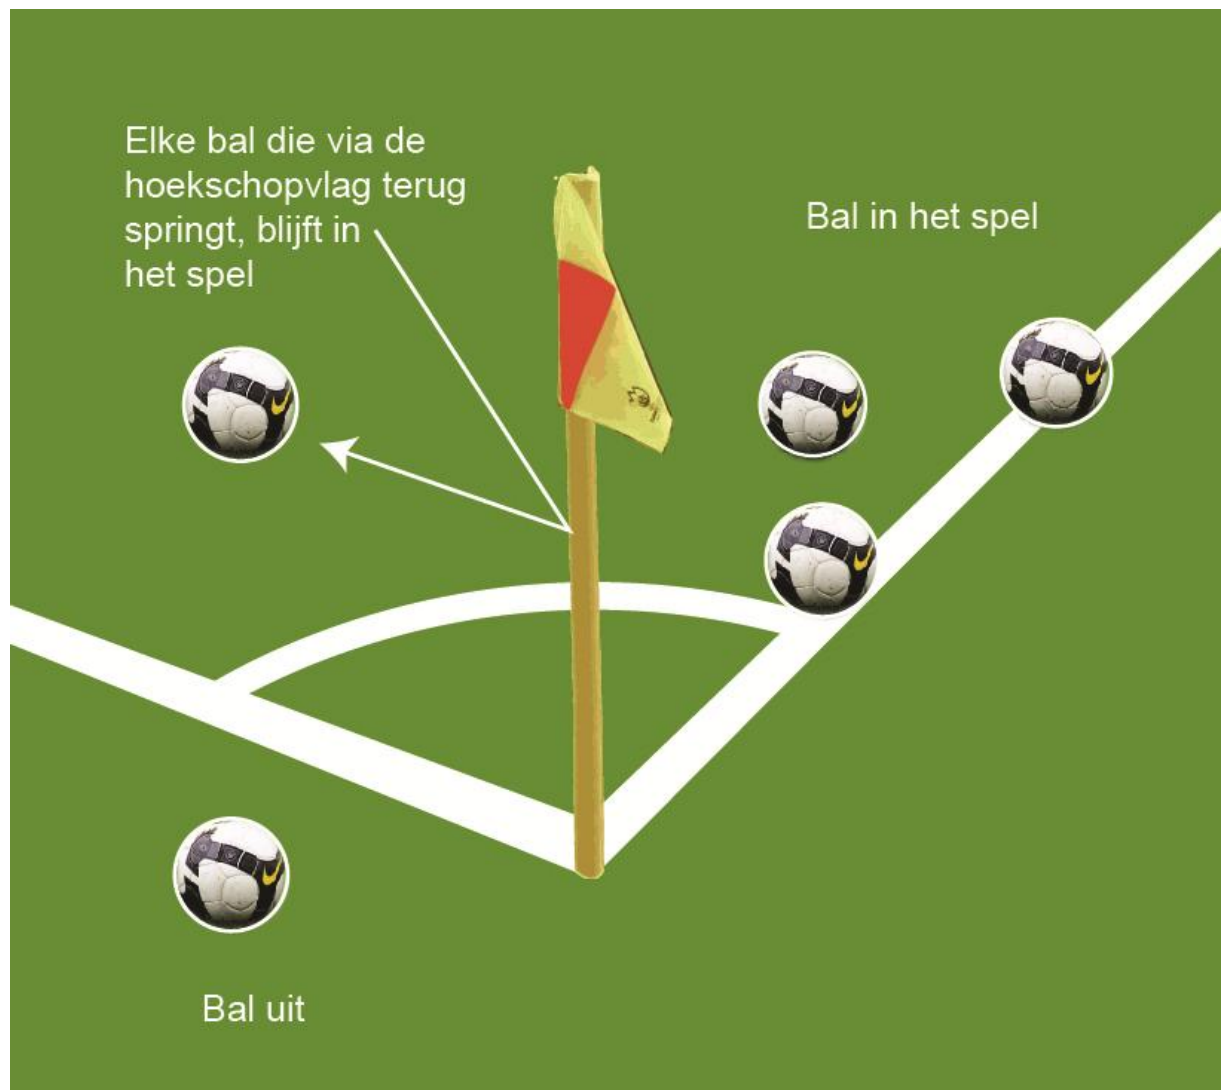 Elke bal die via de
hoekschopvlag terug
springt, blijft in
het spel
Bal in het spel
Bal uit